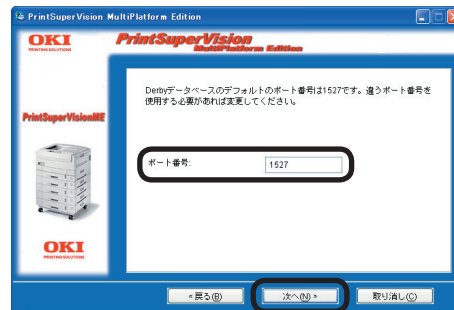 PrintSuperVision MultiPlatform Edition
OKI
PRINTING SOLUTIONS
PrintSuperVision
MultiPlatform Edition
Derbyデータベースのデフォルトのポート番号は1527です。違うポート番号を
使用する必要があれば変更してください。
PrintSuperVisionME
ポート番号:
1527
OKI
PRINTING SOLUTIONS
<戻る(B)
次へ(N)>
取り消し(C)